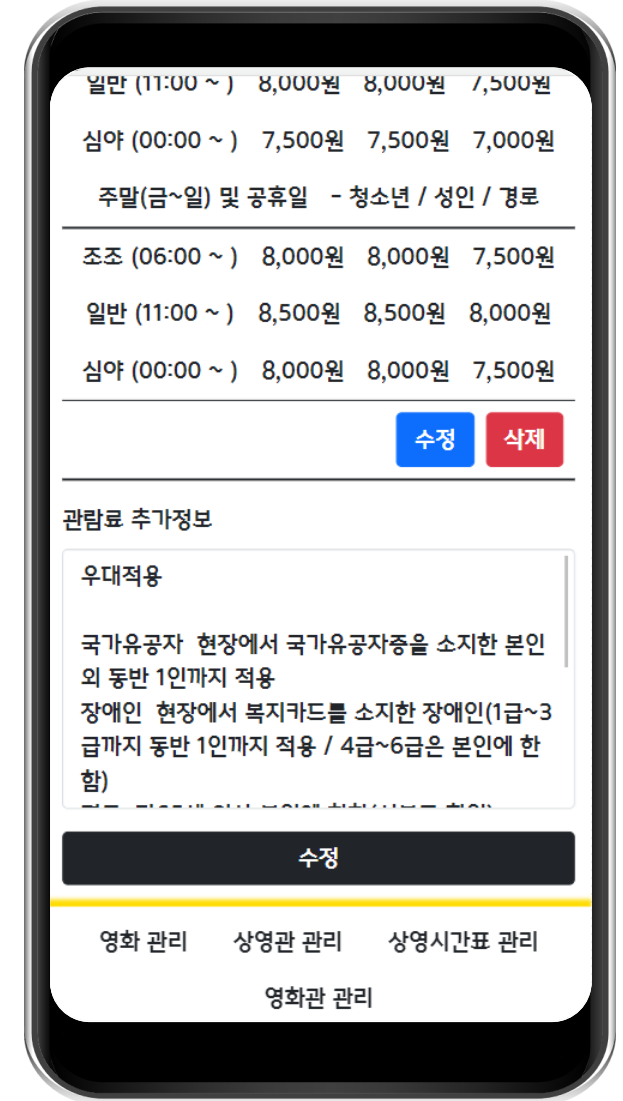 일반 (11:00 ~ ) 8,000원 8,000원 7,500원
심야 (00:00 ~ ) 7,500원 7,500원 7,000원
주말(금~일) 및 공휴일 - 청소년 / 성인 / 경로
조조 (06:00 ~ ) 8,000원 8,000원 7,500원
일반 (11:00 ~ ) 8,500원 8,500원 8,000원
심야 (00:00 ~ ) 8,000원 8,000원 7,500원
수정 삭제
관람료 추가정보
우대적용
국가유공자 현장에서 국가유공자증을 소지한 본인
외 동반 1인까지 적용
장애인 현장에서 복지카드를 소지한 장애인(1급~3
급까지 동반 1인까지 적용 / 4급~6급은 본인에 한
함)
수정
영화 관리 상영관 관리 상영시간표 관리
영화관 관리